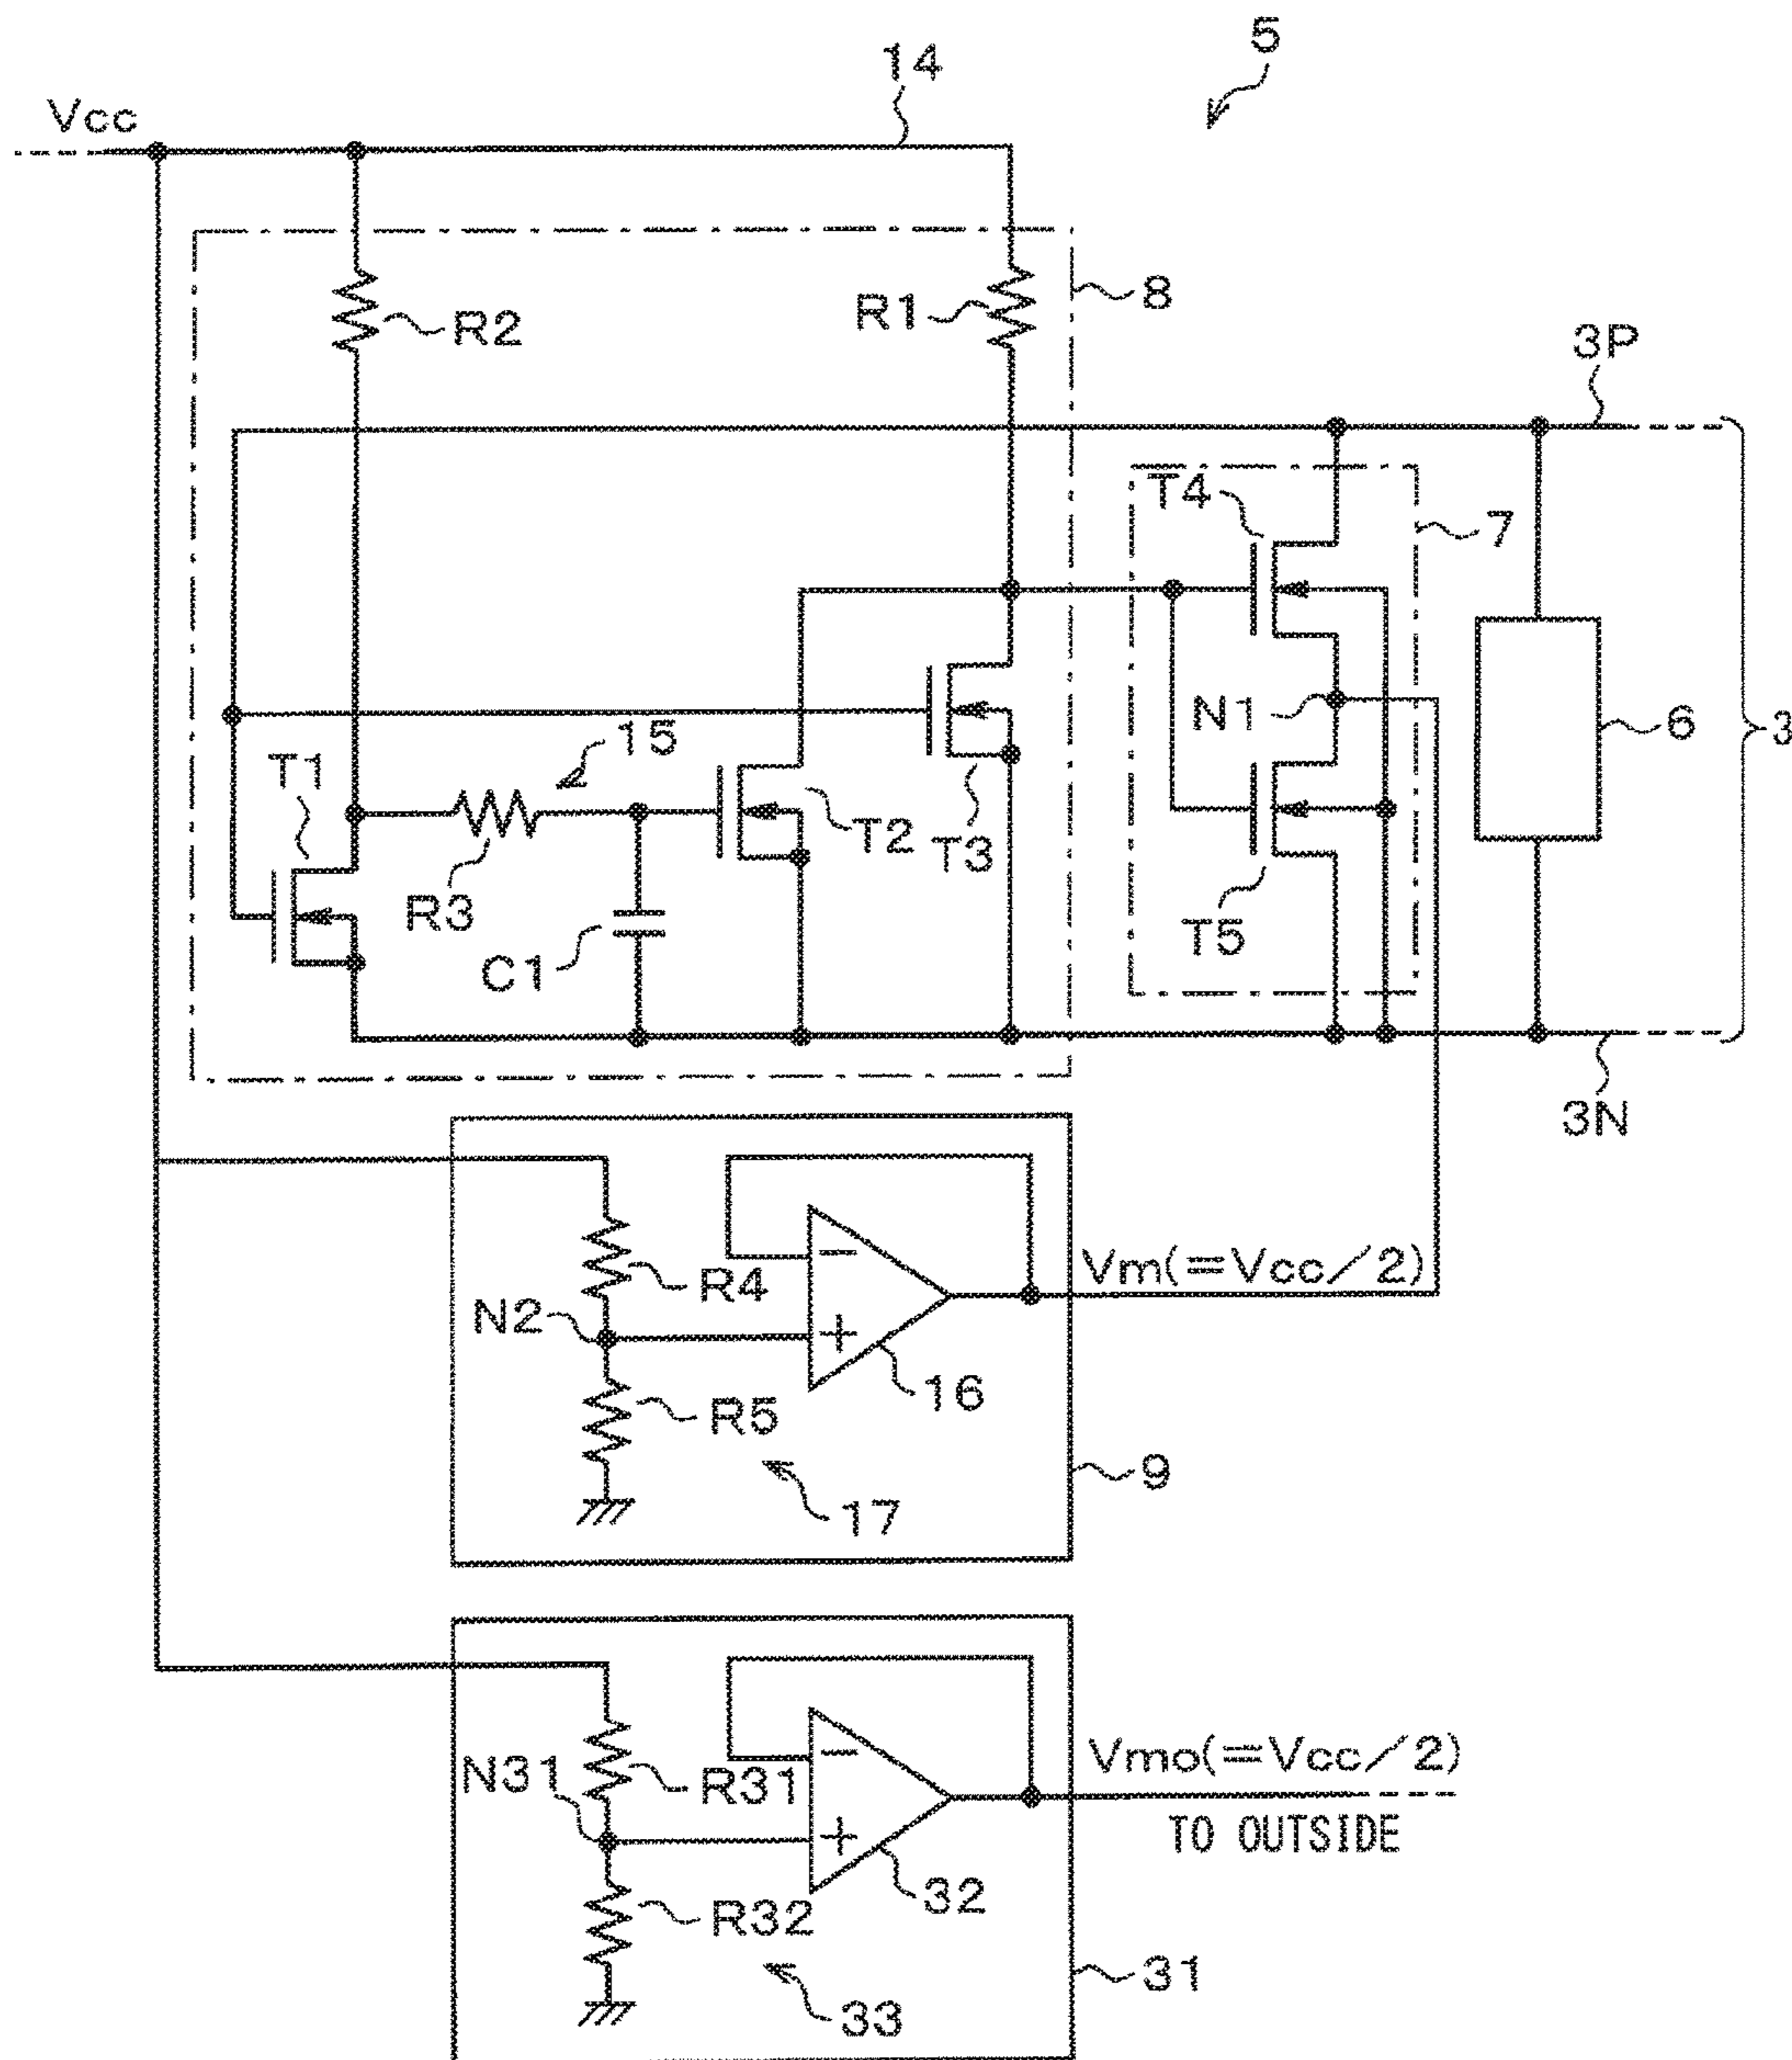 5
14
Vcc
8
R2
R1
3P
T4
7
N1
6
3
15
T1
T2
T3
R3
T5
C1
3N
R4
Vm(=Vcc/2)
N2
16
R5
9
17
N31
R31
Vmo(=Vcc/2)
TO OUTSIDE
32
R32
31
33